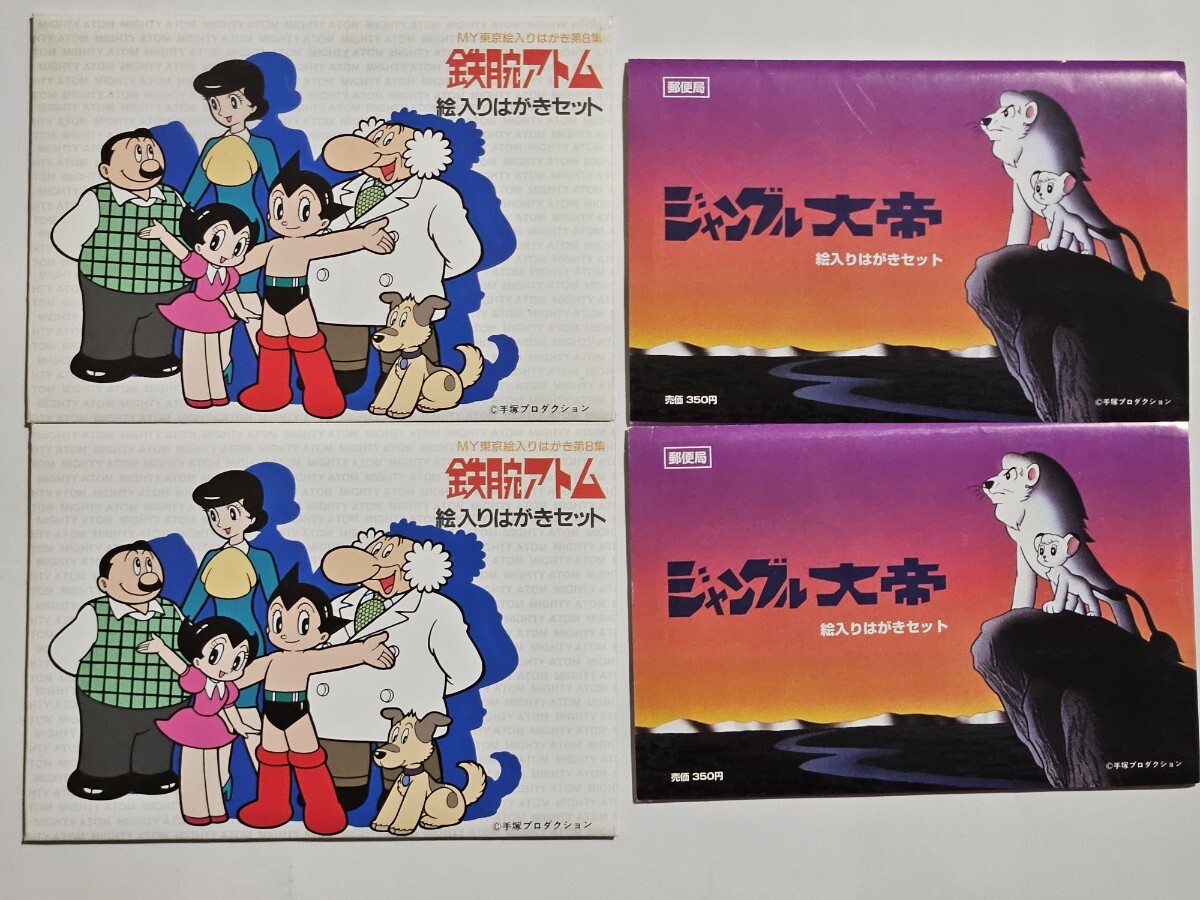 MY東京絵入りはがき第8集
鉄腕アトム
絵入りはがきセット
©手塚プロダクション
郵便局
ジャングル大帝
絵入りはがきセット
売価 350円
©手塚プロダクション
MY東京絵入りはがき第8集
鉄腕アトム
絵入りはがきセット
©手塚プロダクション
郵便局
ジャングル大帝
絵入りはがきセット
売価 350円
©手塚プロダクション